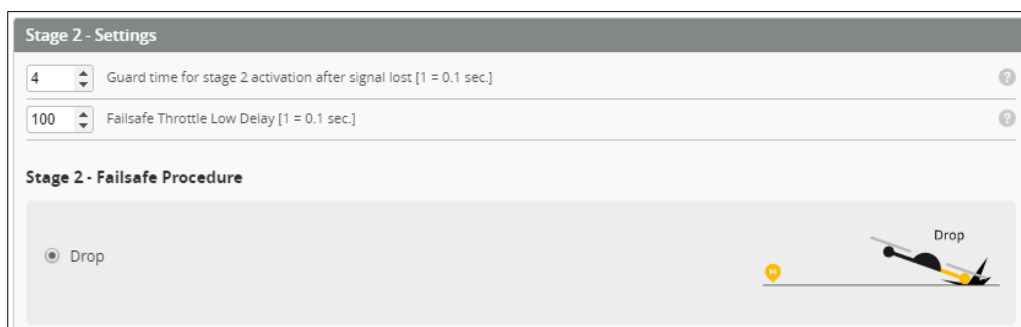 Stage 2 - Settings
4 Guard time for stage 2 activation after signal lost [1 = 0.1 sec.] ?
100 Failsafe Throttle Low Delay [1 = 0.1 sec.] ?
Stage 2 - Failsafe Procedure
Drop
Drop
H